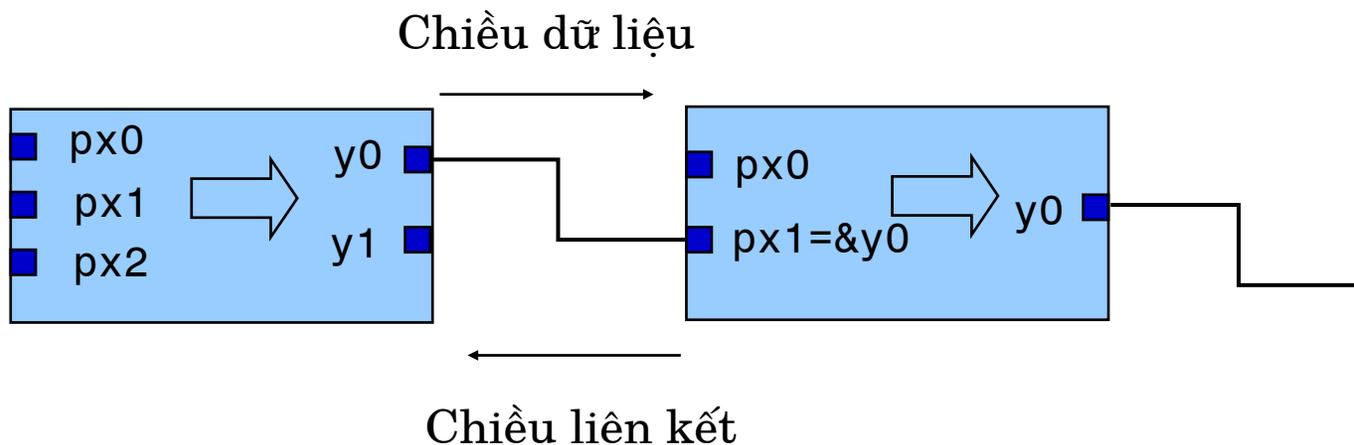 Chiều dữ liệu
px0
px1
px2
y0
y1
px0
px1=&y0
y0
Chiều liên kết